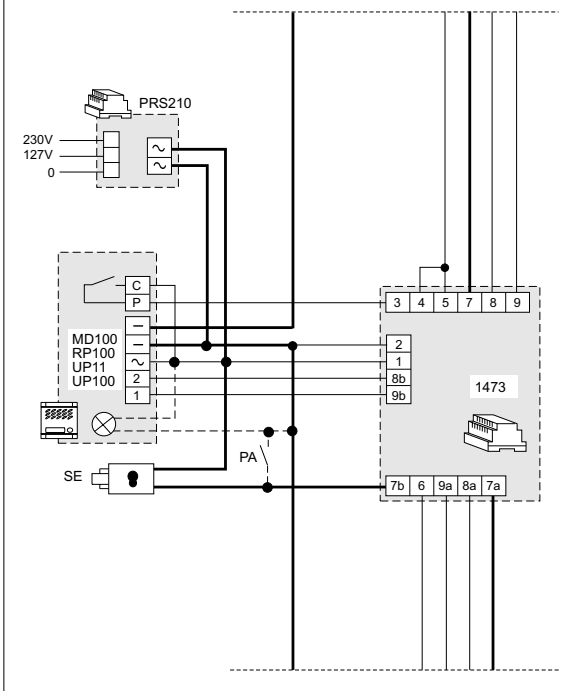 PRS210
230V
127V
0
~
~
C
P
–
–
~
2
1
MD100
RP100
UP11
UP100
3 4 5 7 8 9
2
1
8b
9b
1473
PA
SE
7b 6 9a 8a 7a